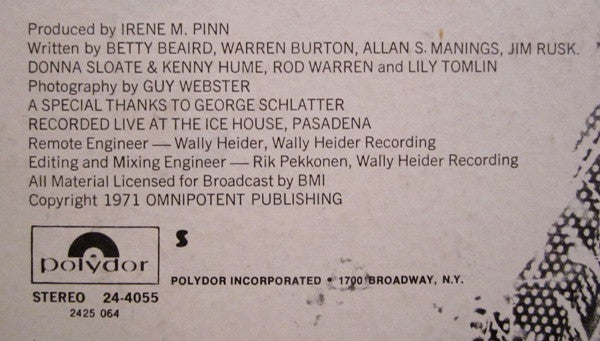 Produced by IRENE M. PINN
Written by BETTY BEAIRD, WARREN BURTON, ALLAN S. MANINGS, JIM RUSK.
DONNA SLOATE & KENNY HUME, ROD WARREN and LILY TOMLIN
Photography by GUY WEBSTER
A SPECIAL THANKS TO GEORGE SCHLATTER
RECORDED LIVE AT THE ICE HOUSE, PASADENA
Remote Engineer — Wally Heider, Wally Heider Recording
Editing and Mixing Engineer — Rik Pekkonen, Wally Heider Recording
All Material Licensed for Broadcast by BMI
Copyright 1971 OMNIPOTENT PUBLISHING
S
polydor
POLYDOR INCORPORATED • 1700 BROADWAY, N.Y.
STEREO 24-4055
2425 064